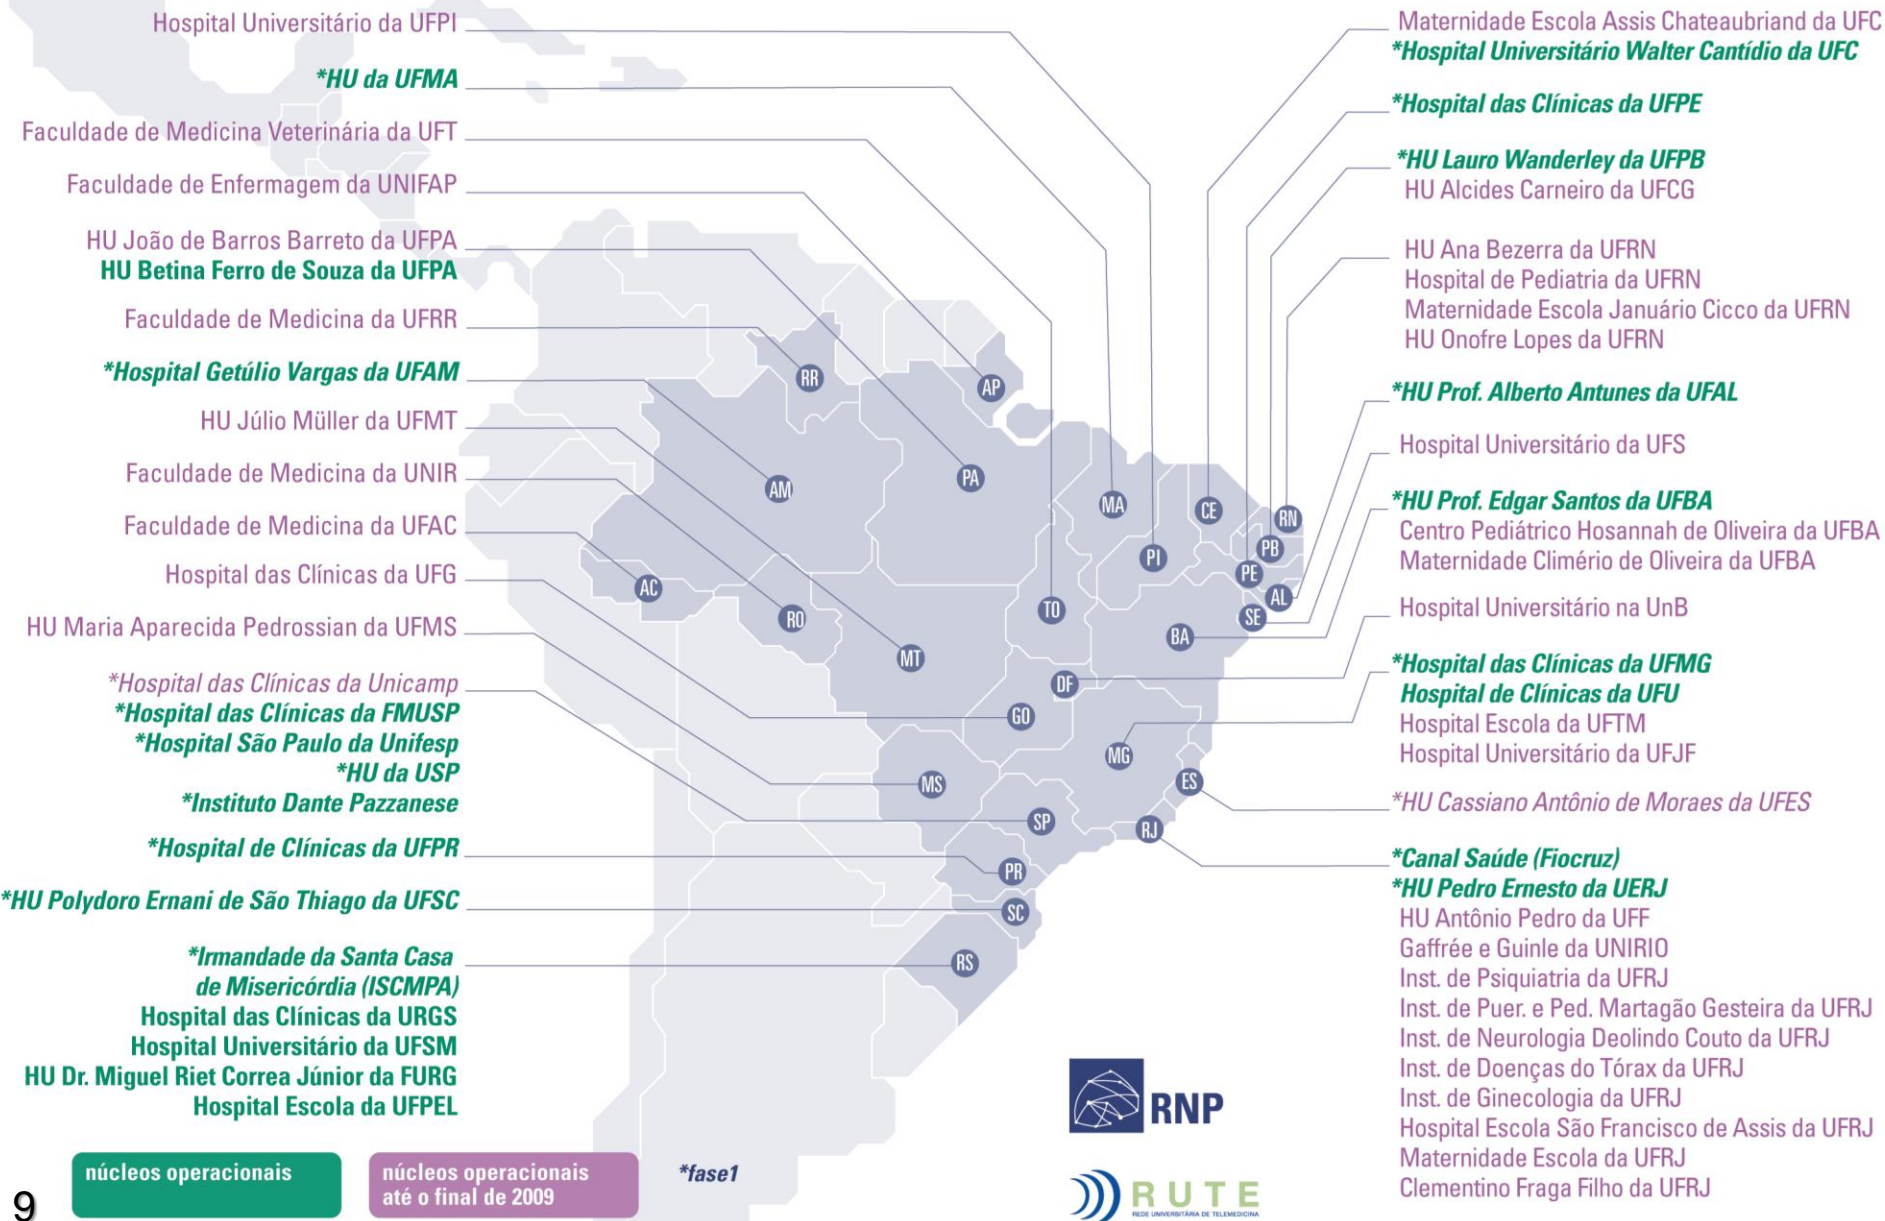 Hospital Universitário da UFPI
*HU da UFMA
Faculdade de Medicina Veterinária da UFT
Faculdade de Enfermagem da UNIFAP
HU João de Barros Barreto da UFPA
HU Betina Ferro de Souza da UFPA
Faculdade de Medicina da UFRR
*Hospital Getúlio Vargas da UFAM
HU Júlio Müller da UFMT
Faculdade de Medicina da UNIR
Faculdade de Medicina da UFAC
Hospital das Clínicas da UFG
HU Maria Aparecida Pedrossian da UFMS
*Hospital das Clínicas da Unicamp
*Hospital das Clínicas da FMUSP
*Hospital São Paulo da Unifesp
*HU da USP
*Instituto Dante Pazzanese
*Hospital de Clínicas da UFPR
*HU Polydoro Ernani de São Thiago da UFSC
*Irmandade da Santa Casa
de Misericórdia (ISCMPA)
Hospital das Clínicas da URGS
Hospital Universitário da UFSM
HU Dr. Miguel Riet Correa Júnior da FURG
Hospital Escola da UFPEL
RR
AP
AM
PA
MA
CE
RN
PI
PB
PE
AC
AL
TO
RO
SE
BA
MT
DF
GO
MG
MS
ES
SP
RJ
PR
SC
RS
Maternidade Escola Assis Chateaubriand da UFC
*Hospital Universitário Walter Cantídio da UFC
*Hospital das Clínicas da UFPE
*HU Lauro Wanderley da UFPB
HU Alcides Carneiro da UFCG
HU Ana Bezerra da UFRN
Hospital de Pediatria da UFRN
Maternidade Escola Januário Cicco da UFRN
HU Onofre Lopes da UFRN
*HU Prof. Alberto Antunes da UFAL
Hospital Universitário da UFS
*HU Prof. Edgar Santos da UFBA
Centro Pediátrico Hosannah de Oliveira da UFBA
Maternidade Climério de Oliveira da UFBA
Hospital Universitário na UnB
*Hospital das Clínicas da UFMG
Hospital de Clínicas da UFU
Hospital Escola da UFTM
Hospital Universitário da UFJF
*HU Cassiano Antônio de Moraes da UFES
*Canal Saúde (Fiocruz)
*HU Pedro Ernesto da UERJ
HU Antônio Pedro da UFF
Gaffrée e Guinle da UNIRIO
Inst. de Psiquiatria da UFRJ
Inst. de Puer. e Ped. Martagão Gesteira da UFRJ
Inst. de Neurologia Deolindo Couto da UFRJ
Inst. de Doenças do Tórax da UFRJ
Inst. de Ginecologia da UFRJ
Hospital Escola São Francisco de Assis da UFRJ
Maternidade Escola da UFRJ
Clementino Fraga Filho da UFRJ
núcleos operacionais
núcleos operacionais
até o final de 2009
*fase1
RNP
RUTE
REDE UNIVERSITÁRIA DE TELEMEDICINA
9